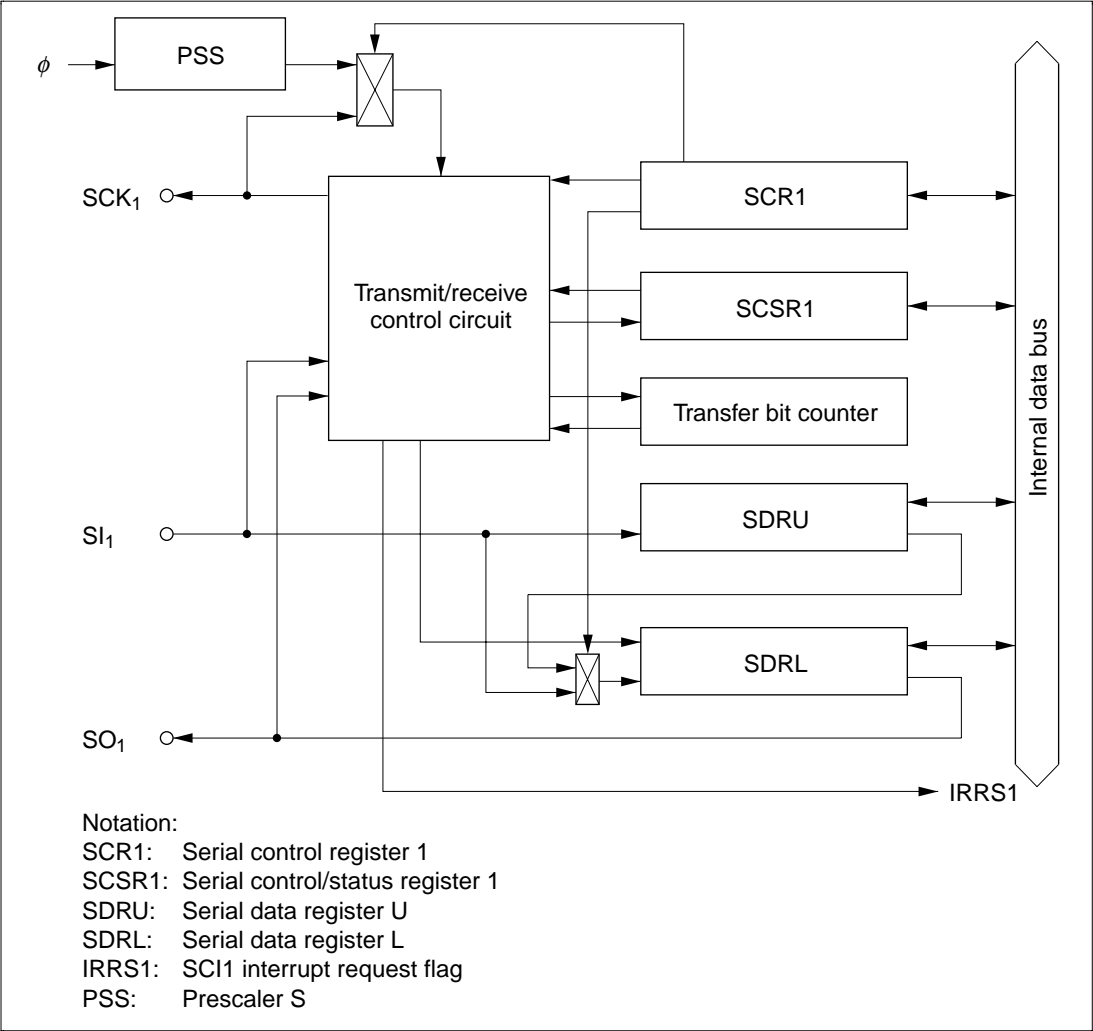 PSS
ϕ
SCK1
SCR1
Transmit/receive
control circuit
SCSR1
Transfer bit counter
Internal data bus
SI1
SDRU
SDRL
SO1
IRRS1
Notation:
SCR1: Serial control register 1
SCSR1: Serial control/status register 1
SDRU: Serial data register U
SDRL: Serial data register L
IRRS1: SCI1 interrupt request flag
PSS: Prescaler S